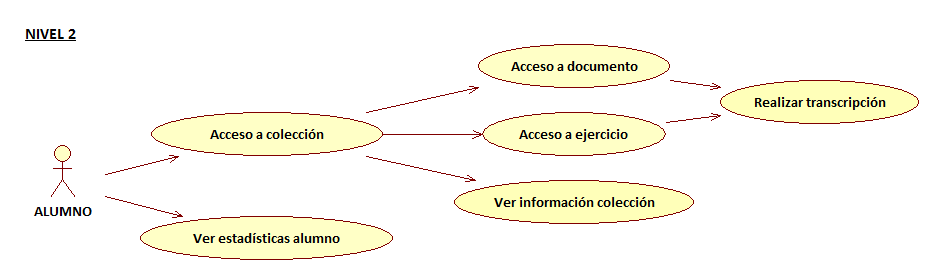 NIVEL 2
Acceso a documento
Realizar transcripción
Acceso a colección
Acceso a ejercicio
ALUMNO
Ver información colección
Ver estadísticas alumno